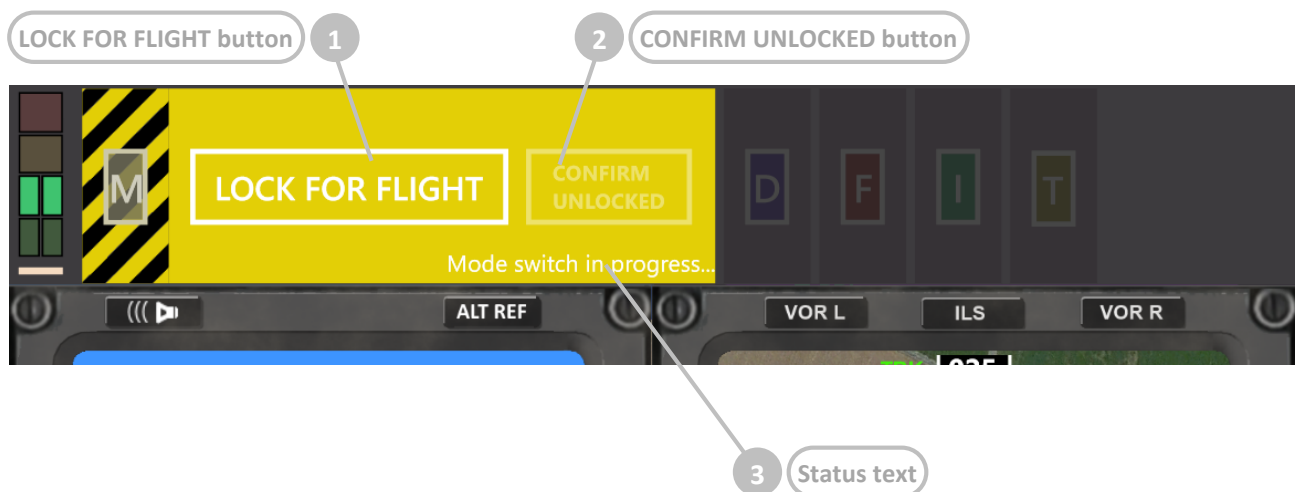 LOCK FOR FLIGHT button 1
2 CONFIRM UNLOCKED button
M
LOCK FOR FLIGHT
CONFIRM
UNLOCKED
D F I T
Mode switch in progress...
ALT REF
VOR L ILS VOR R
3 Status text